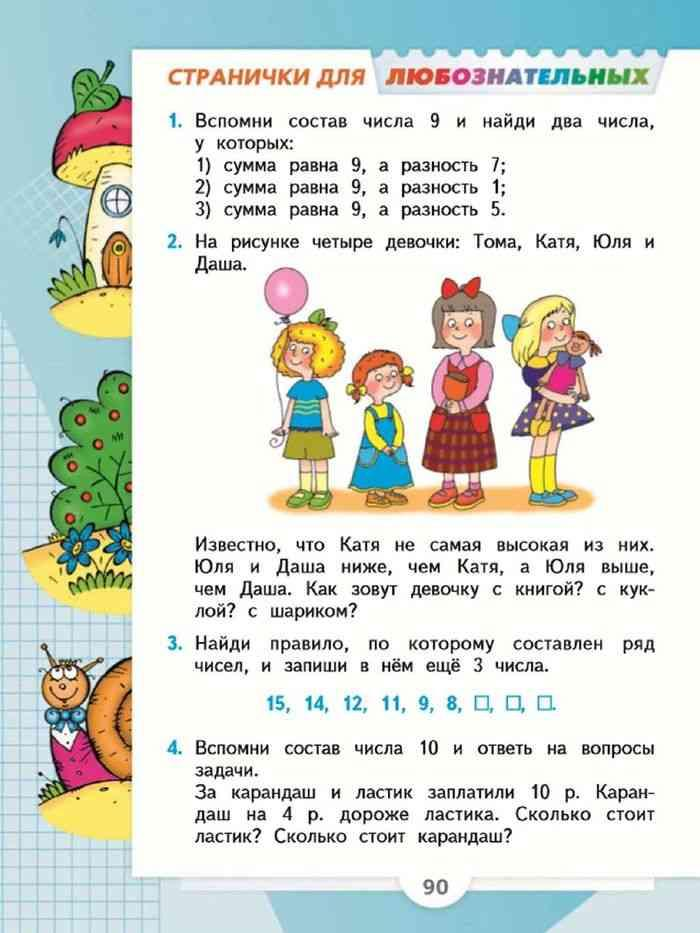 СТРАНИЧКИ ДЛЯ ЛЮБОЗНАТЕЛЬНЫХ
1. Вспомни состав числа 9 и найди два числа,
у которых:
1) сумма равна 9, а разность 7;
2) сумма равна 9, а разность 1;
3) сумма равна 9, а разность 5.
2. На рисунке четыре девочки: Тома, Катя, Юля и
Даша.
Известно, что Катя не самая высокая из них.
Юля и Даша ниже, чем Катя, а Юля выше,
чем Даша. Как зовут девочку с книгой? с кук-
лой? с шариком?
3. Найди правило, по которому составлен ряд
чисел, и запиши в нём ещё 3 числа.
15, 14, 12, 11, 9, 8, □, □, □.
4. Вспомни состав числа 10 и ответь на вопросы
задачи.
За карандаш и ластик заплатили 10 р. Каран-
даш на 4 р. дороже ластика. Сколько стоит
ластик? Сколько стоит карандаш?
90